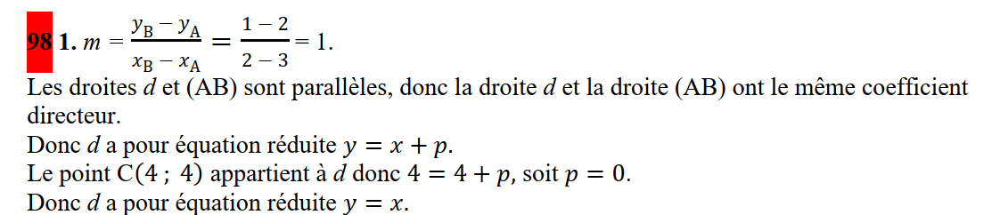 98 1. m = (y_B − y_A)/(x_B − x_A) = (1 − 2)/(2 − 3) = 1.
Les droites d et (AB) sont parallèles, donc la droite d et la droite (AB) ont le même coefficient
directeur.
Donc d a pour équation réduite y = x + p.
Le point C(4 ; 4) appartient à d donc 4 = 4 + p, soit p = 0.
Donc d a pour équation réduite y = x.